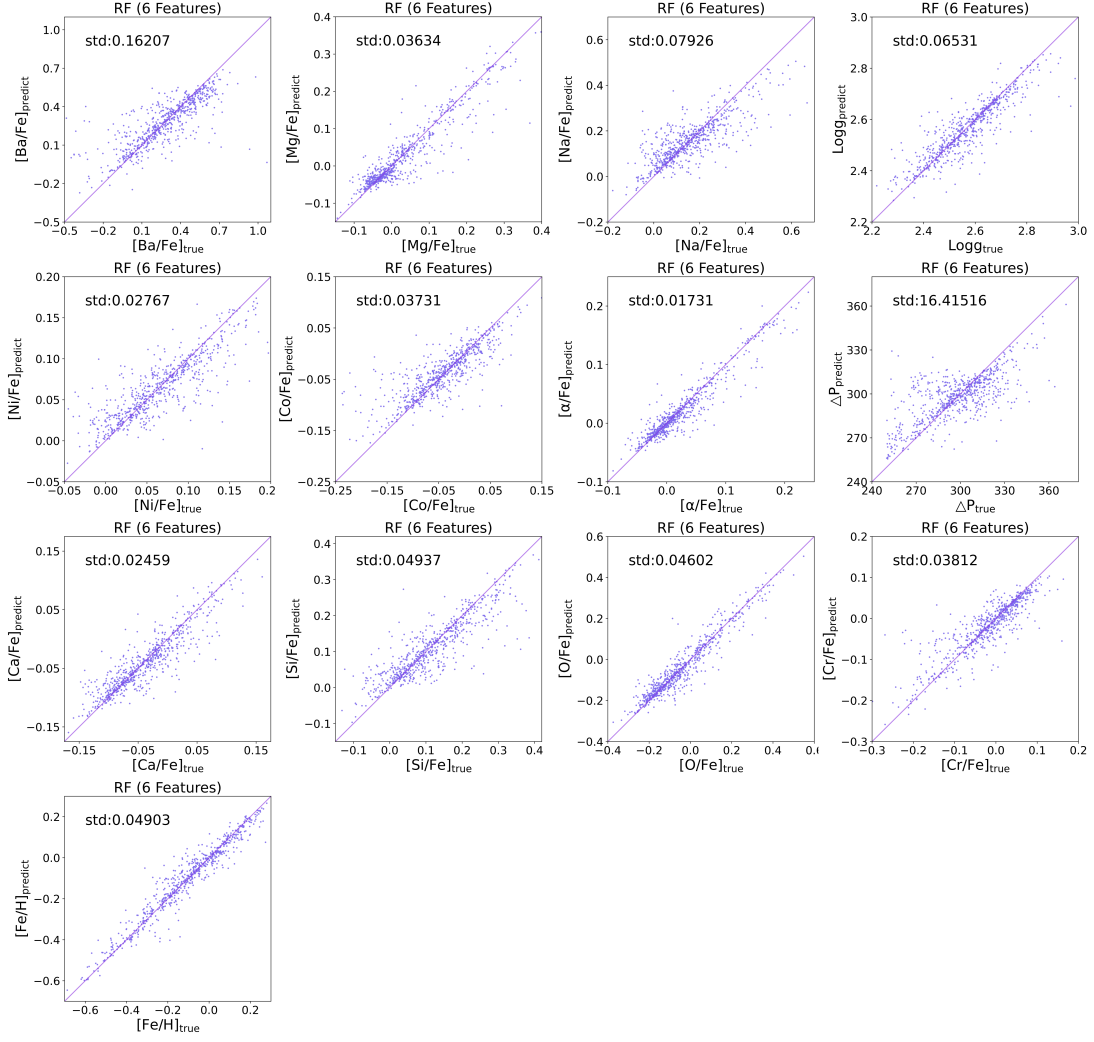 RF (6 Features)
std:0.16207
[Ba/Fe]predict
1.0
0.7
0.4
0.1
−0.2
−0.5
−0.5
−0.2
0.1
0.4
0.7
1.0
[Ba/Fe]true
RF (6 Features)
std:0.03634
[Mg/Fe]predict
0.4
0.3
0.2
0.1
0.0
−0.1
−0.1
0.0
0.1
0.2
0.3
0.4
[Mg/Fe]true
RF (6 Features)
std:0.07926
[Na/Fe]predict
0.6
0.4
0.2
0.0
−0.2
−0.2
0.0
0.2
0.4
0.6
[Na/Fe]true
RF (6 Features)
std:0.06531
Loggpredict
3.0
2.8
2.6
2.4
2.2
2.2
2.4
2.6
2.8
3.0
Loggtrue
RF (6 Features)
std:0.02767
[Ni/Fe]predict
0.20
0.15
0.10
0.05
0.00
−0.05
−0.05
0.00
0.05
0.10
0.15
0.2
[Ni/Fe]true
RF (6 Features)
std:0.03731
[Co/Fe]predict
0.15
0.05
−0.05
−0.15
−0.25
−0.25
−0.15
−0.05
0.05
0.15
[Co/Fe]true
RF (6 Features)
std:0.01731
[α/Fe]predict
0.2
0.1
0.0
−0.1
−0.1
0.0
0.1
0.2
[α/Fe]true
RF (6 Features)
std:16.41516
△Ppredict
360
330
300
270
240
240
270
300
330
360
△Ptrue
RF (6 Features)
std:0.02459
[Ca/Fe]predict
0.15
0.05
−0.05
−0.15
−0.15
−0.05
0.05
0.15
[Ca/Fe]true
RF (6 Features)
std:0.04937
[Si/Fe]predict
0.4
0.3
0.2
0.1
0.0
−0.1
−0.1
0.0
0.1
0.2
0.3
0.4
[Si/Fe]true
RF (6 Features)
std:0.04602
[O/Fe]predict
0.6
0.4
0.2
0.0
−0.2
−0.4
−0.4
−0.2
0.0
0.2
0.4
0.6
[O/Fe]true
RF (6 Features)
std:0.03812
[Cr/Fe]predict
0.2
0.1
0.0
−0.1
−0.2
−0.3
−0.3
−0.2
−0.1
0.0
0.1
0.2
[Cr/Fe]true
RF (6 Features)
std:0.04903
[Fe/H]predict
0.2
0.0
−0.2
−0.4
−0.6
−0.6
−0.4
−0.2
0.0
0.2
[Fe/H]true